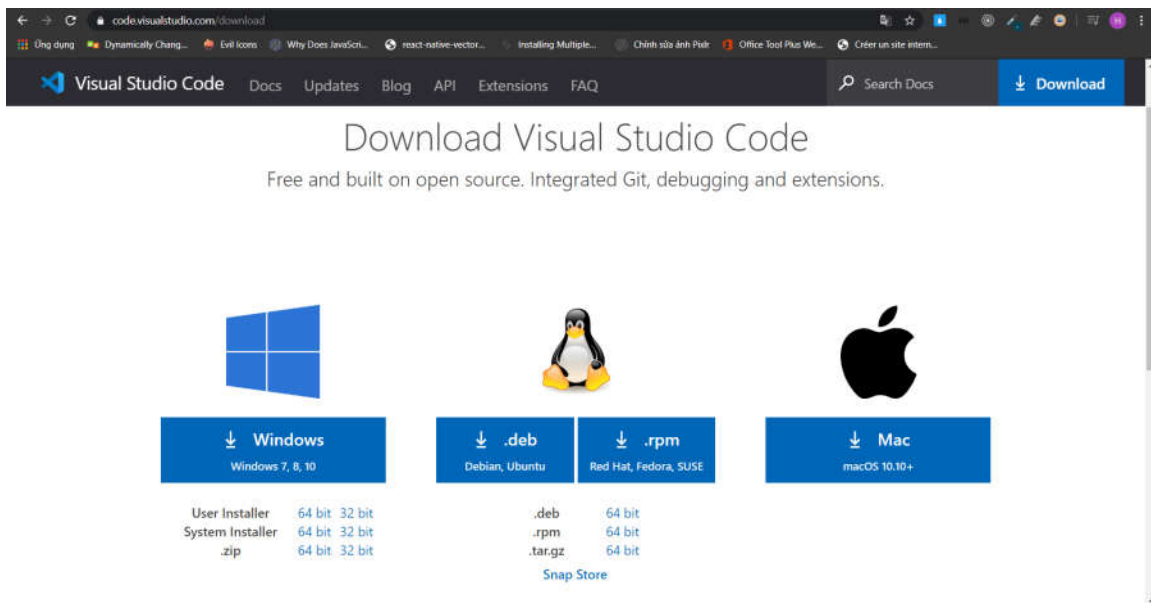 code.visualstudio.com/download
Ứng dụng Dynamically Chang... Evil Icons Why Does JavaScri... react-native-vector... Installing Multiple... Chỉnh sửa ảnh Pixlr Office Tool Plus We... Créer un site intern...
Visual Studio Code Docs Updates Blog API Extensions FAQ Search Docs Download
Download Visual Studio Code
Free and built on open source. Integrated Git, debugging and extensions.
Windows
Windows 7, 8, 10
.deb
Debian, Ubuntu
.rpm
Red Hat, Fedora, SUSE
Mac
macOS 10.10+
User Installer 64 bit 32 bit
System Installer 64 bit 32 bit
.zip 64 bit 32 bit
.deb 64 bit
.rpm 64 bit
.tar.gz 64 bit
Snap Store